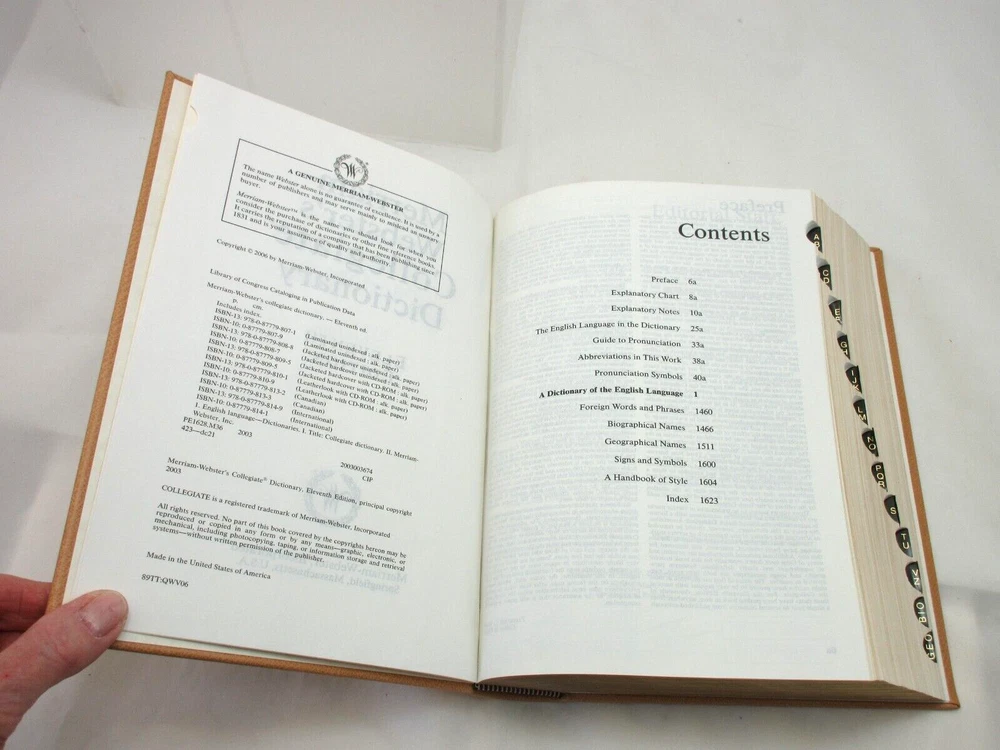 W
A GENUINE MERRIAM-WEBSTER
The name Webster alone is no guarantee of excellence. It is used by a
number of publishers and may serve mainly to mislead an unwary
buyer.
Merriam-Webster™ is the name you should look for when you
consider the purchase of dictionaries or other fine reference books.
It carries the reputation of a company that has been publishing since
1831 and is your assurance of quality and authority.
Copyright © 2006 by Merriam-Webster, Incorporated
Library of Congress Cataloging in Publication Data
Merriam-Webster's collegiate dictionary. — Eleventh ed.
p. cm.
Includes index.
ISBN-13: 978-0-87779-807-1 (Laminated unindexed : alk. paper)
ISBN-10: 0-87779-807-9 (Laminated unindexed : alk. paper)
ISBN-13: 978-0-87779-808-8 (Jacketed hardcover unindexed : alk. paper)
ISBN-10: 0-87779-808-7 (Jacketed hardcover unindexed : alk. paper)
ISBN-13: 978-0-87779-809-5 (Jacketed hardcover with CD-ROM : alk. paper)
ISBN-10: 0-87779-809-5 (Jacketed hardcover with CD-ROM : alk. paper)
ISBN-13: 978-0-87779-810-1 (Leatherlook with CD-ROM : alk. paper)
ISBN-10: 0-87779-810-9 (Leatherlook with CD-ROM : alk. paper)
ISBN-13: 978-0-87779-813-2 (Canadian)
ISBN-10: 0-87779-813-3 (Canadian)
ISBN-13: 978-0-87779-814-9 (International)
ISBN-10: 0-87779-814-1 (International)
1. English language—Dictionaries. I. Title: Collegiate dictionary. II. Merriam-
Webster, Inc.
PE1628.M36 2003
423—dc21 2003003674
CIP
Merriam-Webster's Collegiate® Dictionary, Eleventh Edition, principal copyright
2003
COLLEGIATE is a registered trademark of Merriam-Webster, Incorporated
All rights reserved. No part of this book covered by the copyrights hereon may be
reproduced or copied in any form or by any means—graphic, electronic, or
mechanical, including photocopying, taping, or information storage and retrieval
systems—without written permission of the publisher.
Made in the United States of America
89TT:QWV06
Contents
Preface 6a
Explanatory Chart 8a
Explanatory Notes 10a
The English Language in the Dictionary 25a
Guide to Pronunciation 33a
Abbreviations in This Work 38a
Pronunciation Symbols 40a
A Dictionary of the English Language 1
Foreign Words and Phrases 1460
Biographical Names 1466
Geographical Names 1511
Signs and Symbols 1600
A Handbook of Style 1604
Index 1623
AB
CD
EF
GH
IJK
LM
NO
PQR
S
TU
VZ
BIO
GEO